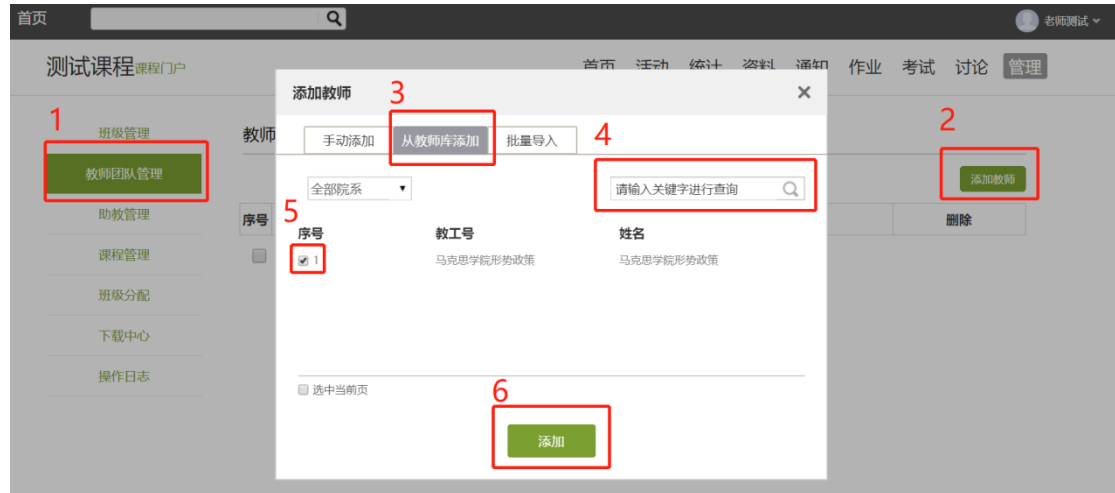 首页
老师测试
测试课程课程门户
首页 活动 统计 资料 通知 作业 考试 讨论 管理
添加教师
3
1
班级管理
教师
手动添加 从教师库添加 批量导入
4
2
教师团队管理
全部院系
请输入关键字进行查询
添加教师
助教管理
序号
5
序号 教工号 姓名
删除
课程管理
1 马克思学院形势政策 马克思学院形势政策
班级分配
下载中心
操作日志
选中当前页
6
添加